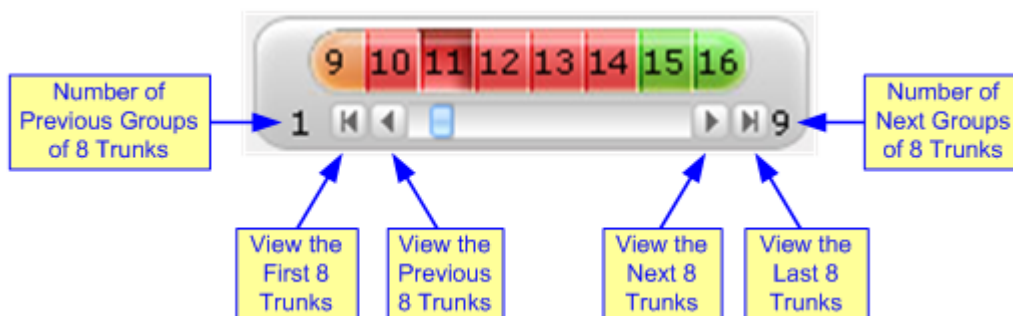 9 10 11 12 13 14 15 16
Number of
Previous Groups
of 8 Trunks
1
9
Number of
Next Groups
of 8 Trunks
View the
First 8
Trunks
View the
Previous
8 Trunks
View the
Next 8
Trunks
View the
Last 8
Trunks